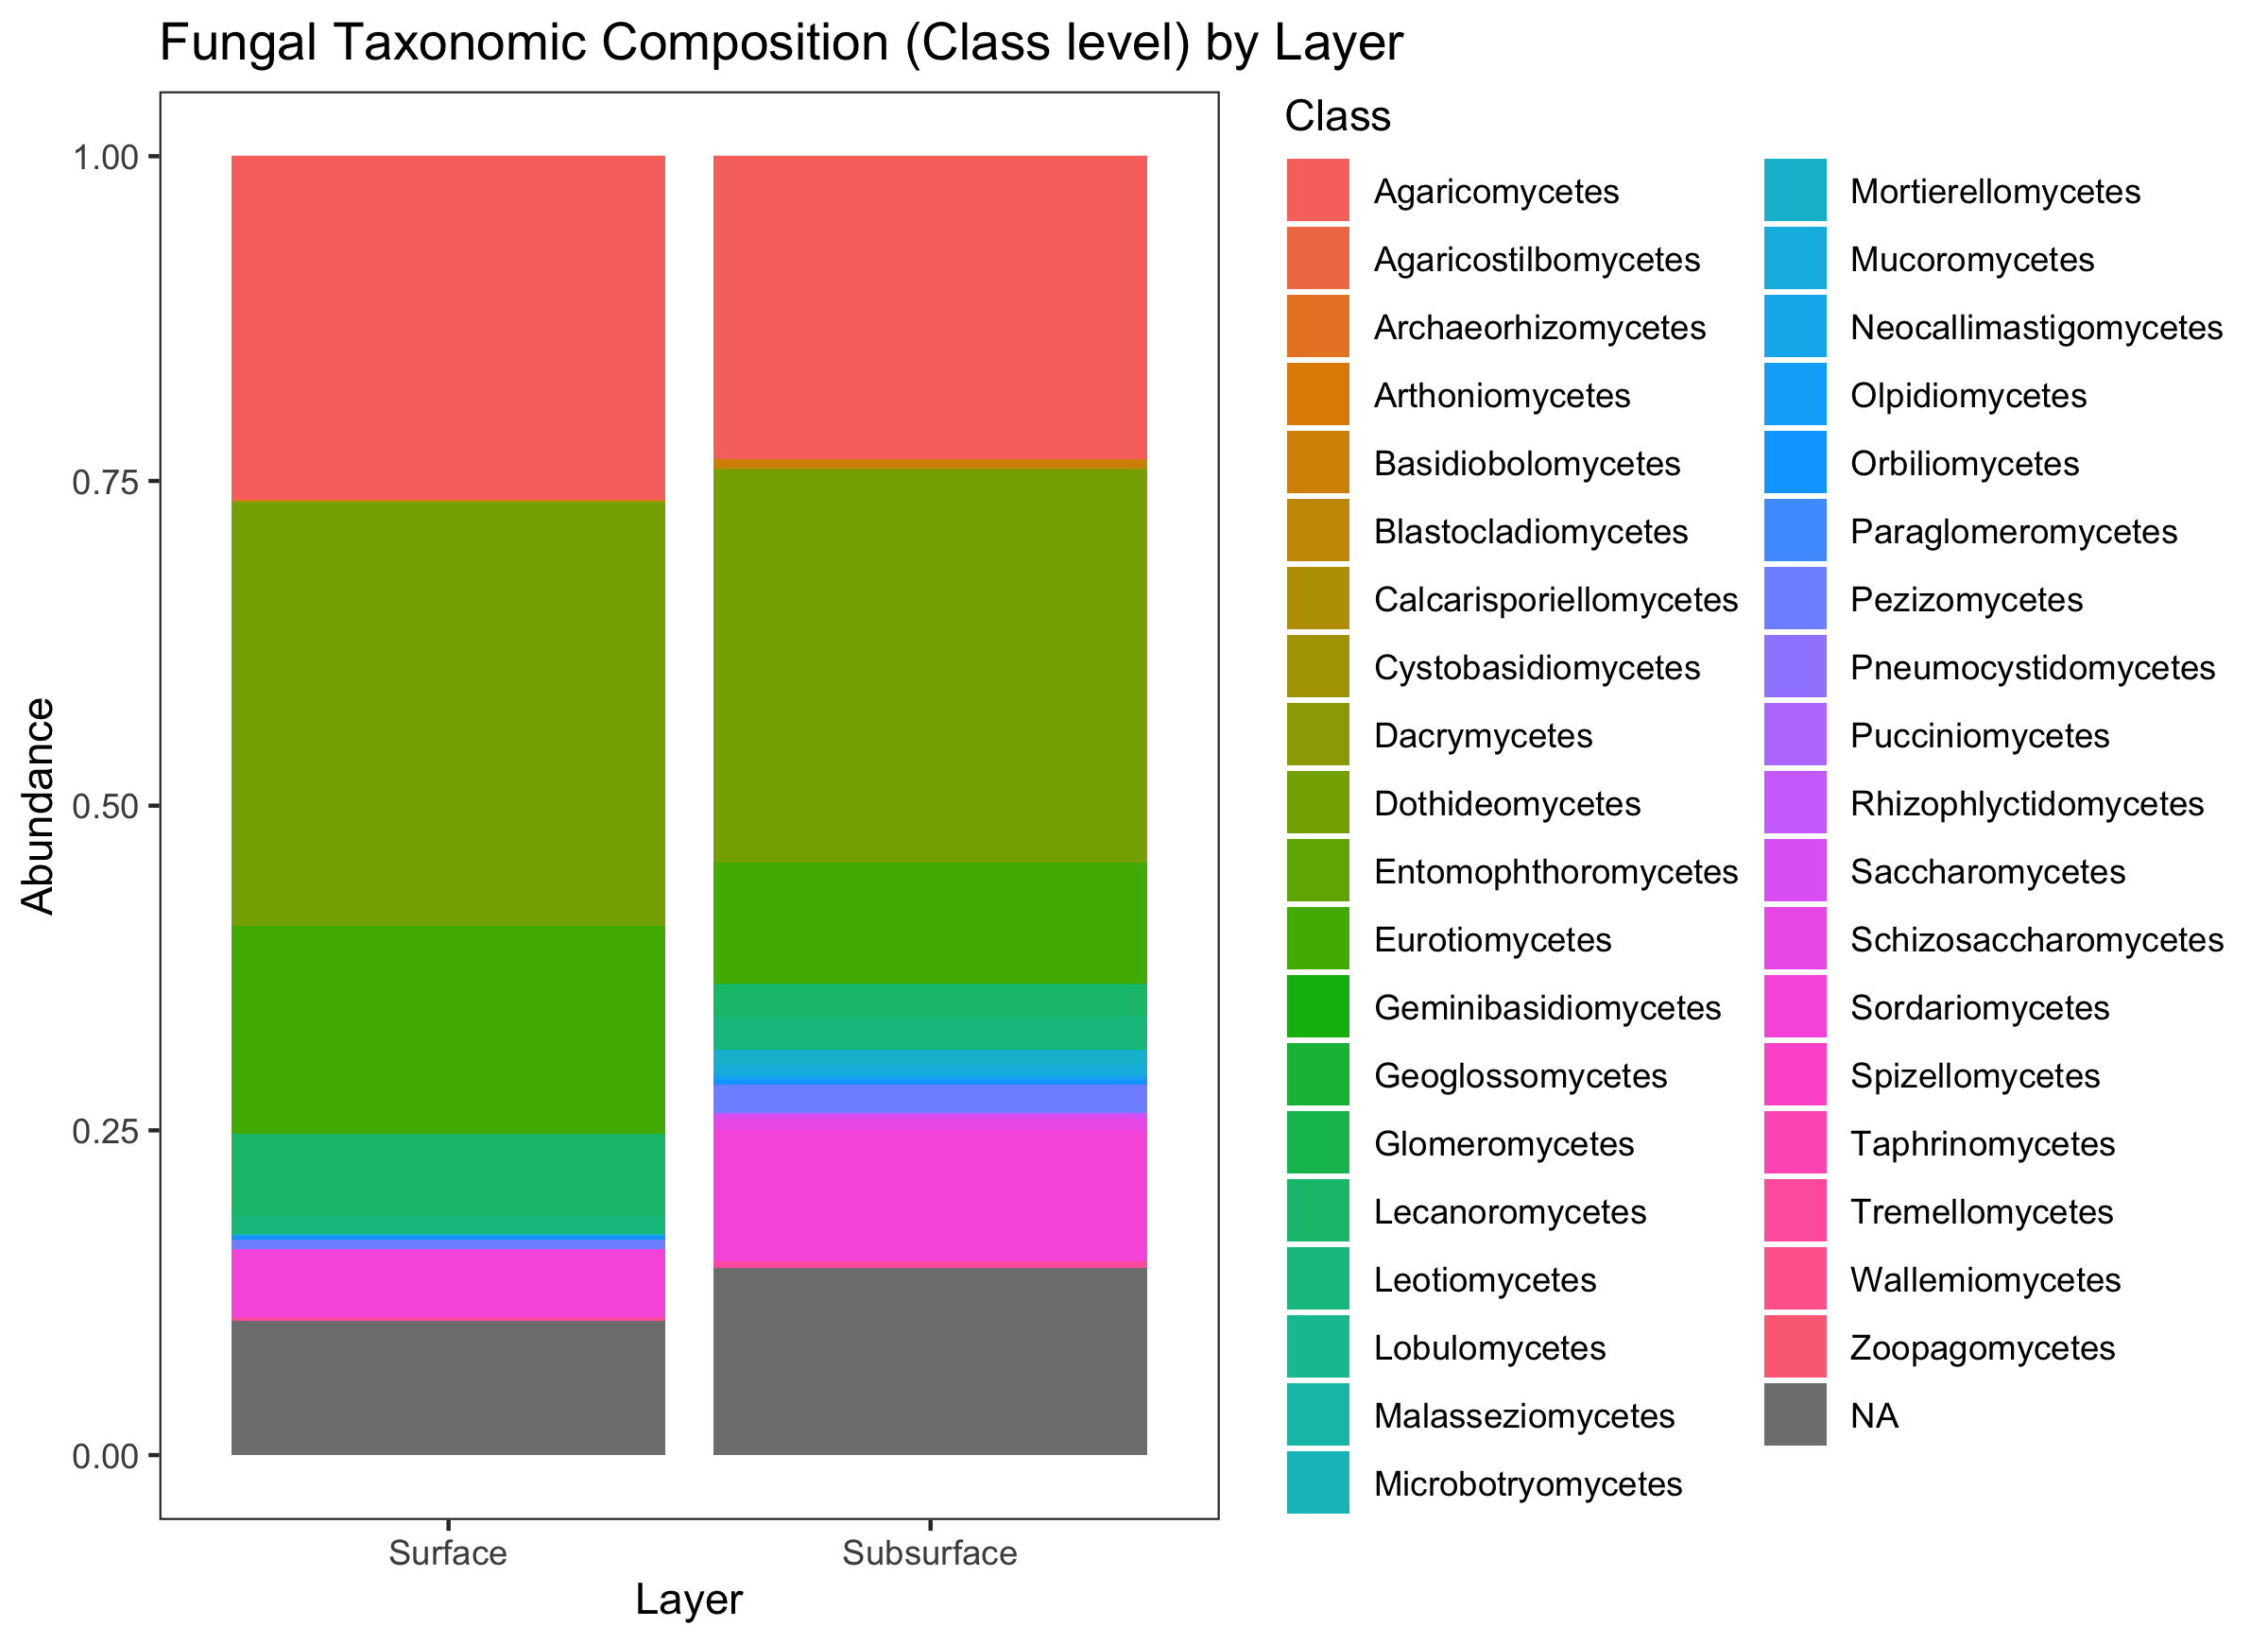 Fungal Taxonomic Composition (Class level) by Layer
Abundance
1.00
0.75
0.50
0.25
0.00
Surface
Subsurface
Layer
Class
Agaricomycetes
Agaricostilbomycetes
Archaeorhizomycetes
Arthoniomycetes
Basidiobolomycetes
Blastocladiomycetes
Calcarisporiellomycetes
Cystobasidiomycetes
Dacrymycetes
Dothideomycetes
Entomophthoromycetes
Eurotiomycetes
Geminibasidiomycetes
Geoglossomycetes
Glomeromycetes
Lecanoromycetes
Leotiomycetes
Lobulomycetes
Malasseziomycetes
Microbotryomycetes
Mortierellomycetes
Mucoromycetes
Neocallimastigomycetes
Olpidiomycetes
Orbiliomycetes
Paraglomeromycetes
Pezizomycetes
Pneumocystidomycetes
Pucciniomycetes
Rhizophlyctidomycetes
Saccharomycetes
Schizosaccharomycetes
Sordariomycetes
Spizellomycetes
Taphrinomycetes
Tremellomycetes
Wallemiomycetes
Zoopagomycetes
NA